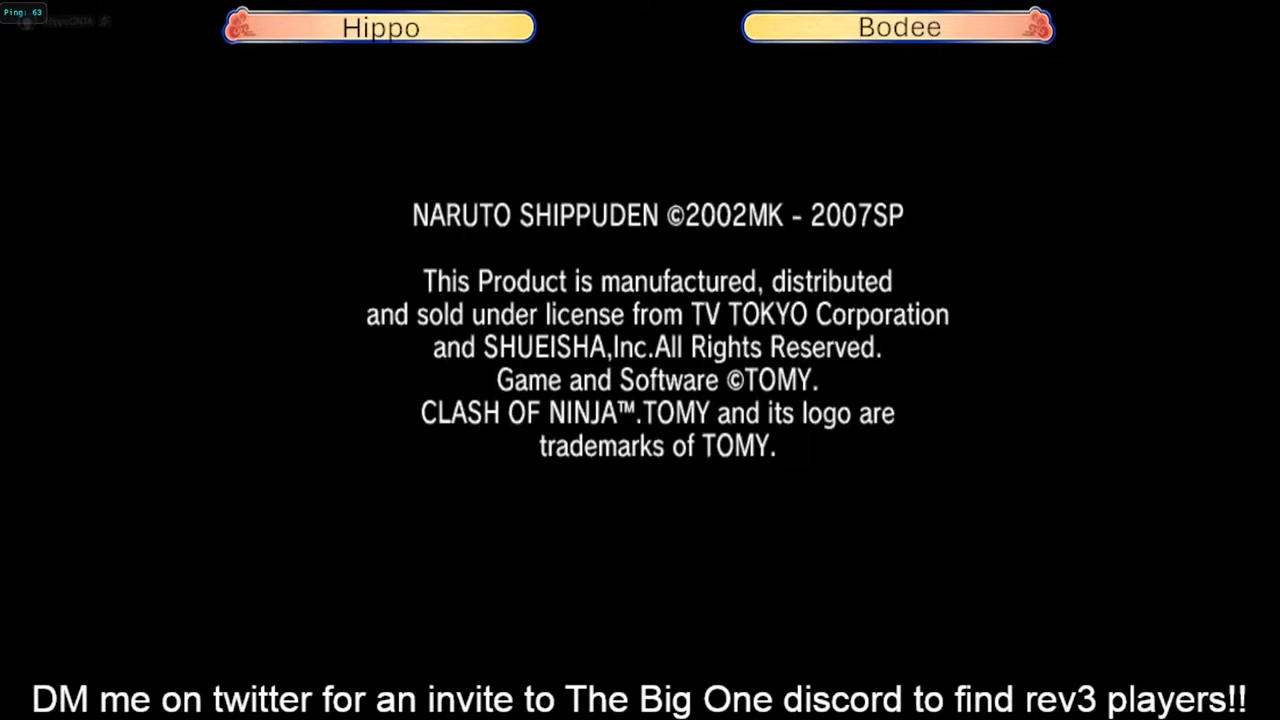 Ping: 63
Hippo
Bodee
NARUTO SHIPPUDEN ©2002MK - 2007SP
This Product is manufactured, distributed
and sold under license from TV TOKYO Corporation
and SHUEISHA,Inc.All Rights Reserved.
Game and Software ©TOMY.
CLASH OF NINJA™.TOMY and its logo are
trademarks of TOMY.
DM me on twitter for an invite to The Big One discord to find rev3 players!!